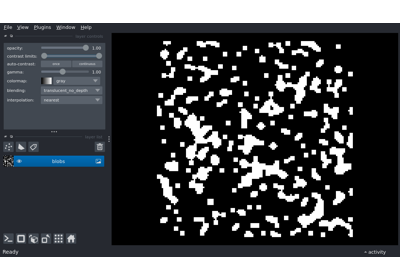 File View Plugins Window Help
opacity: 1.00
contrast limits:
auto-contrast: once continuous
gamma: 1.00
colormap: gray
blending: translucent_no_depth
interpolation: nearest
blobs
Ready
activity